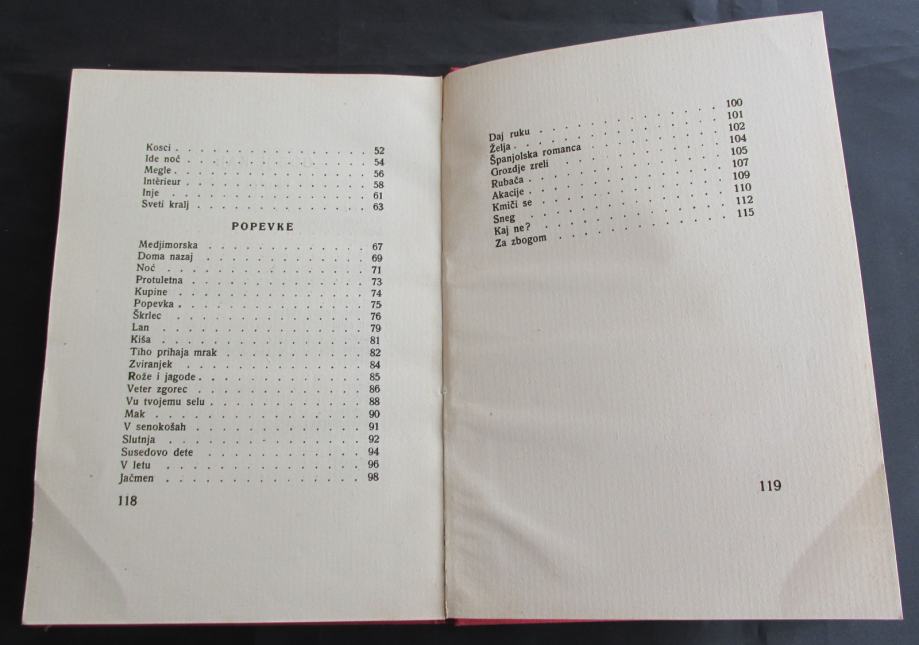 Kosci . . . . . . . . . . . . . . 52
Ide noč . . . . . . . . . . . . . 54
Megle . . . . . . . . . . . . . . 56
Intèrieur . . . . . . . . . . . . . 58
Inje . . . . . . . . . . . . . . 61
Sveti kralj . . . . . . . . . . . . 63
POPEVKE
Medjimorska . . . . . . . . . . . . 67
Doma nazaj . . . . . . . . . . . . 69
Noć . . . . . . . . . . . . . . 71
Protuletna . . . . . . . . . . . . . 73
Kupine . . . . . . . . . . . . . 74
Popevka . . . . . . . . . . . . . . 75
Škrlec . . . . . . . . . . . . . 76
Lan . . . . . . . . . . . . . . . 79
Kiša . . . . . . . . . . . . . . 81
Tiho prihaja mrak . . . . . . . . . . 82
Zviranjek . . . . . . . . . . . . . 84
Rože i jagode . . . . . . . . . . . . 85
Veter zgorec . . . . . . . . . . . . 86
Vu tvojemu selu . . . . . . . . . . . 88
Mak . . . . . . . . . . . . . . . 90
V senokošah . . . . . . . . . . . . 91
Slutnja . . . . . . . . . . . . . . 92
Susedovo dete . . . . . . . . . . . . 94
V letu . . . . . . . . . . . . . . 96
Jačmen . . . . . . . . . . . . . . 98
118
Daj ruku . . . . . . . . . . . . 100
Želja . . . . . . . . . . . . . 101
Španjolska romanca . . . . . . . . 102
Grozdje zreli . . . . . . . . . . 104
Rubača . . . . . . . . . . . . . 105
Akacije . . . . . . . . . . . . . 107
Kmiči se . . . . . . . . . . . . 109
Sneg . . . . . . . . . . . . . 110
Kaj ne? . . . . . . . . . . . . 112
Za zbogom . . . . . . . . . . . 115
119